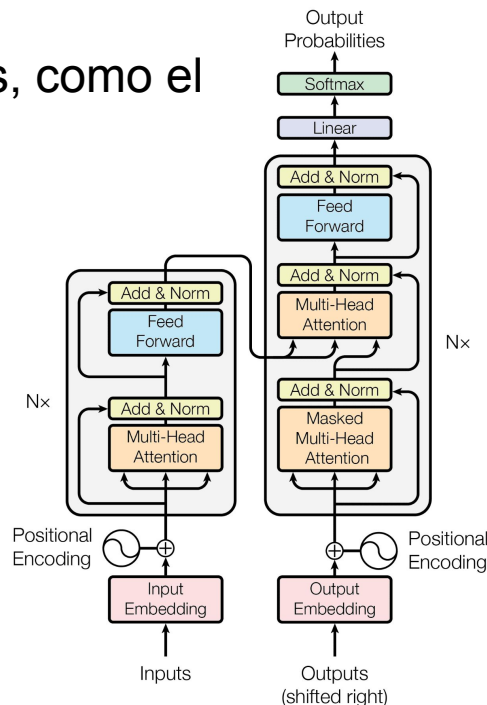 s, como el
Output
Probabilities
Softmax
Linear
Add & Norm
Feed
Forward
Add & Norm
Multi-Head
Attention
Add & Norm
Masked
Multi-Head
Attention
Nx
Positional
Encoding
Output
Embedding
Outputs
(shifted right)
Add & Norm
Feed
Forward
Add & Norm
Multi-Head
Attention
Nx
Positional
Encoding
Input
Embedding
Inputs